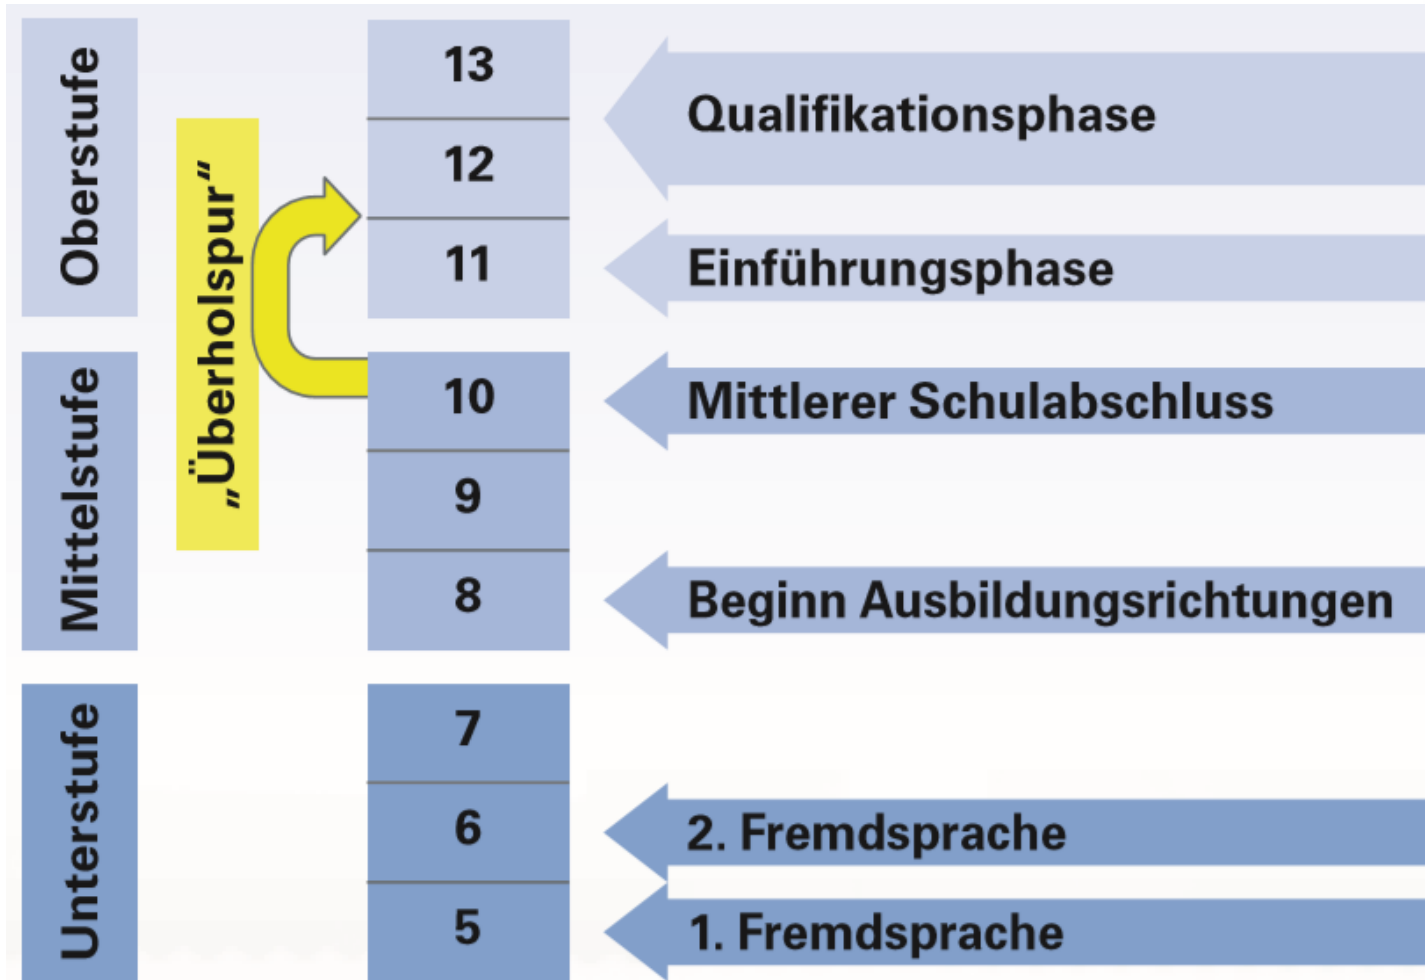 Oberstufe
„Überholspur“
13
Qualifikationsphase
12
11
Einführungsphase
Mittelstufe
10
Mittlerer Schulabschluss
9
8
Beginn Ausbildungsrichtungen
Unterstufe
7
6
2. Fremdsprache
5
1. Fremdsprache